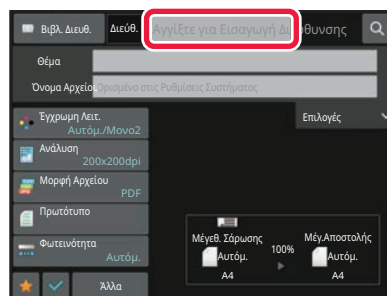 Βιβλ. Διευθ. Διεύθ. Αγγίξτε για Εισαγωγή Διεύθυνσης
Θέμα
Όνομα Αρχείου Ορισμένο στις Ρυθμίσεις Συστήματος
Έγχρωμη Λειτ.
Αυτόμ./Μονο2
Επιλογές
Ανάλυση
200x200dpi
Μορφή Αρχείου
PDF
Πρωτότυπο
Φωτεινότητα
Αυτόμ.
Μέγεθ. Σάρωσης
Αυτόμ.
A4
100%
Μέγ.Αποστολής
Αυτόμ.
A4
Άλλα